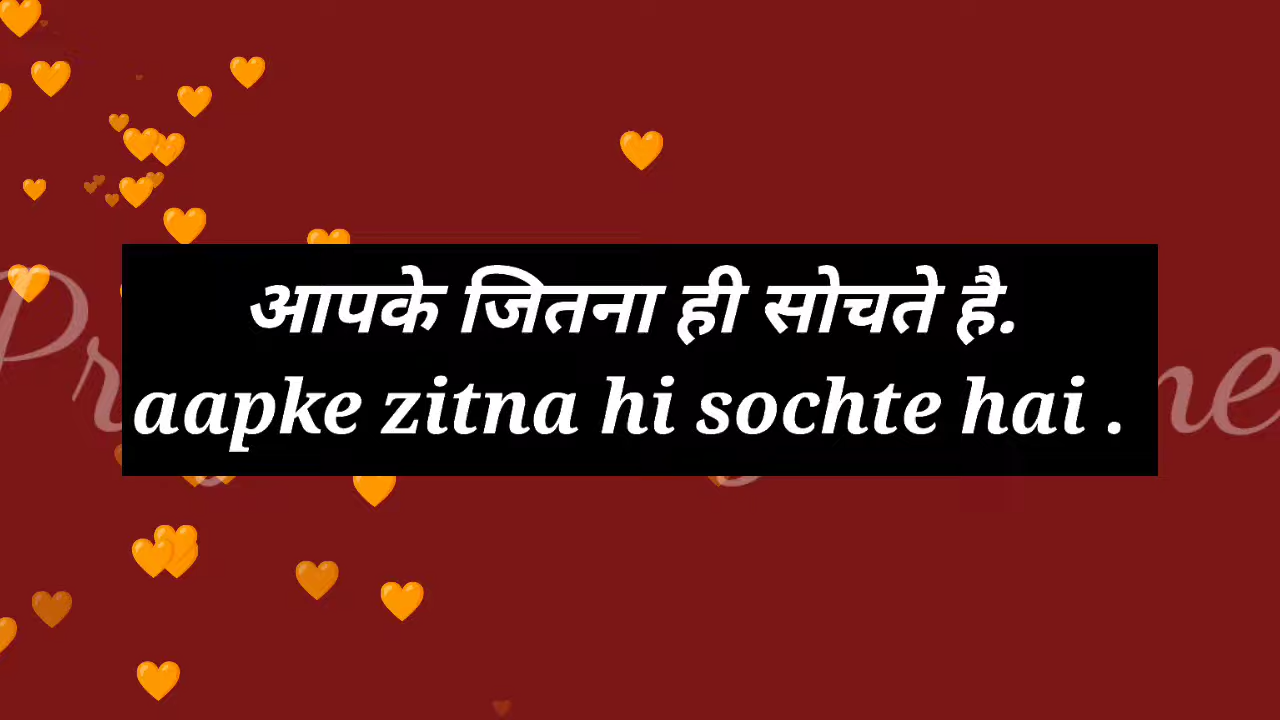 आपके जितना ही सोचते है.
aapke zitna hi sochte hai .